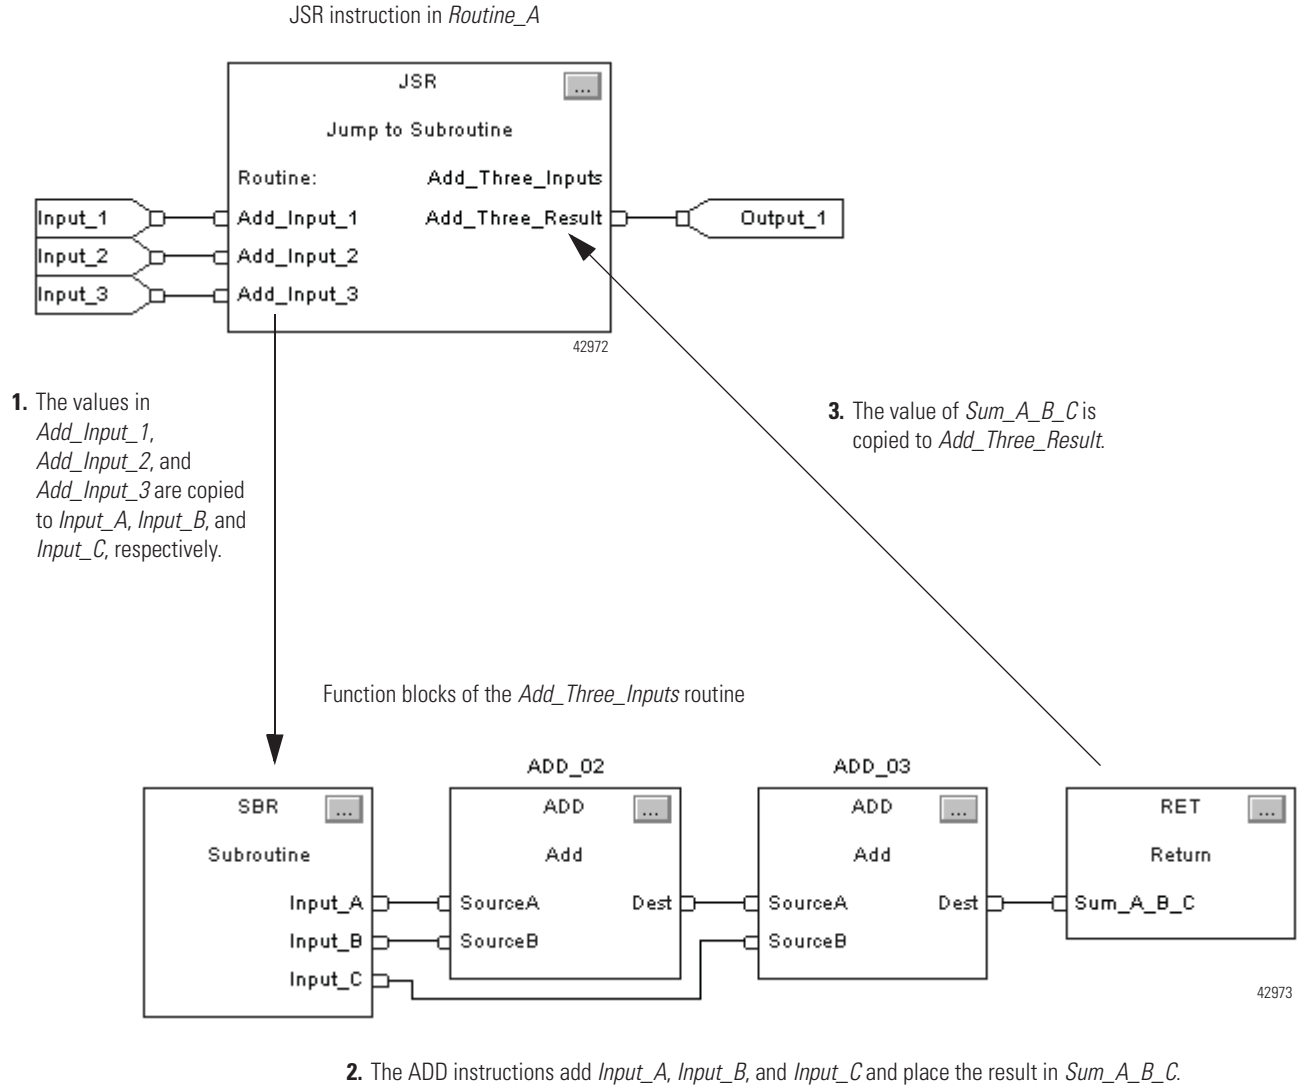 JSR instruction in Routine_A
JSR
...
Jump to Subroutine
Routine:
Add_Three_Inputs
Input_1
Add_Input_1
Add_Three_Result
Output_1
Input_2
Add_Input_2
Input_3
Add_Input_3
42972
1. The values in
Add_Input_1,
Add_Input_2, and
Add_Input_3 are copied
to Input_A, Input_B, and
Input_C, respectively.
3. The value of Sum_A_B_C is
copied to Add_Three_Result.
Function blocks of the Add_Three_Inputs routine
SBR
...
Subroutine
Input_A
Input_B
Input_C
ADD_02
ADD
...
Add
SourceA
Dest
SourceB
ADD_03
ADD
...
Add
SourceA
Dest
SourceB
RET
...
Return
Sum_A_B_C
42973
2. The ADD instructions add Input_A, Input_B, and Input_C and place the result in Sum_A_B_C.